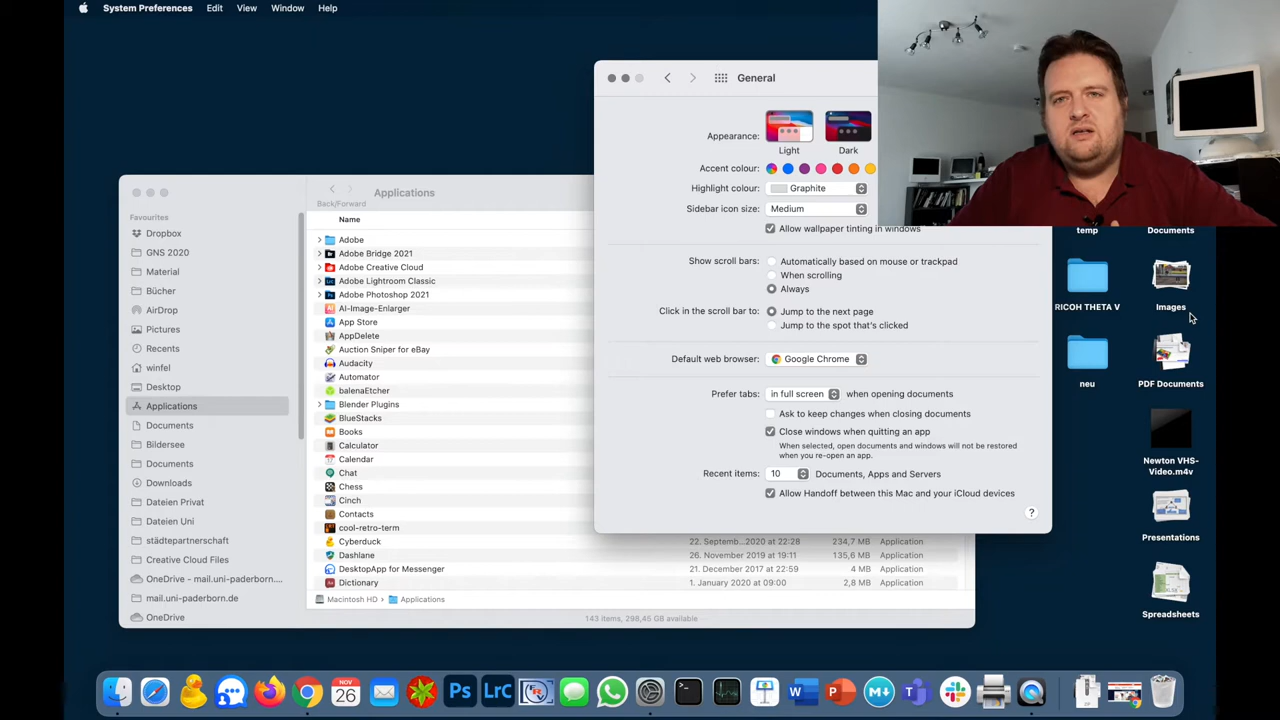 System Preferences Edit View Window Help
General
Appearance:
Light Dark
Accent colour:
Highlight colour: Graphite
Sidebar icon size: Medium
Allow wallpaper tinting in windows
Show scroll bars: Automatically based on mouse or trackpad
When scrolling
Always
Click in the scroll bar to: Jump to the next page
Jump to the spot that's clicked
Default web browser: Google Chrome
Prefer tabs: in full screen when opening documents
Ask to keep changes when closing documents
Close windows when quitting an app
When selected, open documents and windows will not be restored
when you re-open an app.
Recent items: 10 Documents, Apps and Servers
Allow Handoff between this Mac and your iCloud devices
?
Applications
Back/Forward
Favourites
Dropbox
GNS 2020
Material
Bücher
AirDrop
Pictures
Recents
winfel
Desktop
Applications
Documents
Bildersee
Documents
Downloads
Dateien Privat
Dateien Uni
städtepartnerschaft
Creative Cloud Files
OneDrive - mail.uni-paderborn....
mail.uni-paderborn.de
OneDrive
Name
Adobe
Adobe Bridge 2021
Adobe Creative Cloud
Adobe Lightroom Classic
Adobe Photoshop 2021
AI-Image-Enlarger
App Store
AppDelete
Auction Sniper for eBay
Audacity
Automator
balenaEtcher
Blender Plugins
BlueStacks
Books
Calculator
Calendar
Chat
Chess
Cinch
Contacts
cool-retro-term
Cyberduck 22. Septemb...2020 at 22:28 234,7 MB Application
Dashlane 26. November 2019 at 19:11 135,6 MB Application
DesktopApp for Messenger 21. December 2017 at 22:59 4 MB Application
Dictionary 1. January 2020 at 09:00 2,8 MB Application
Macintosh HD Applications
143 items, 298,45 GB available
temp Documents
RICOH THETA V Images
neu PDF Documents
Newton VHS-
Video.m4v
Presentations
Spreadsheets
NOV
26
Ps
LrC
W
P
M
T